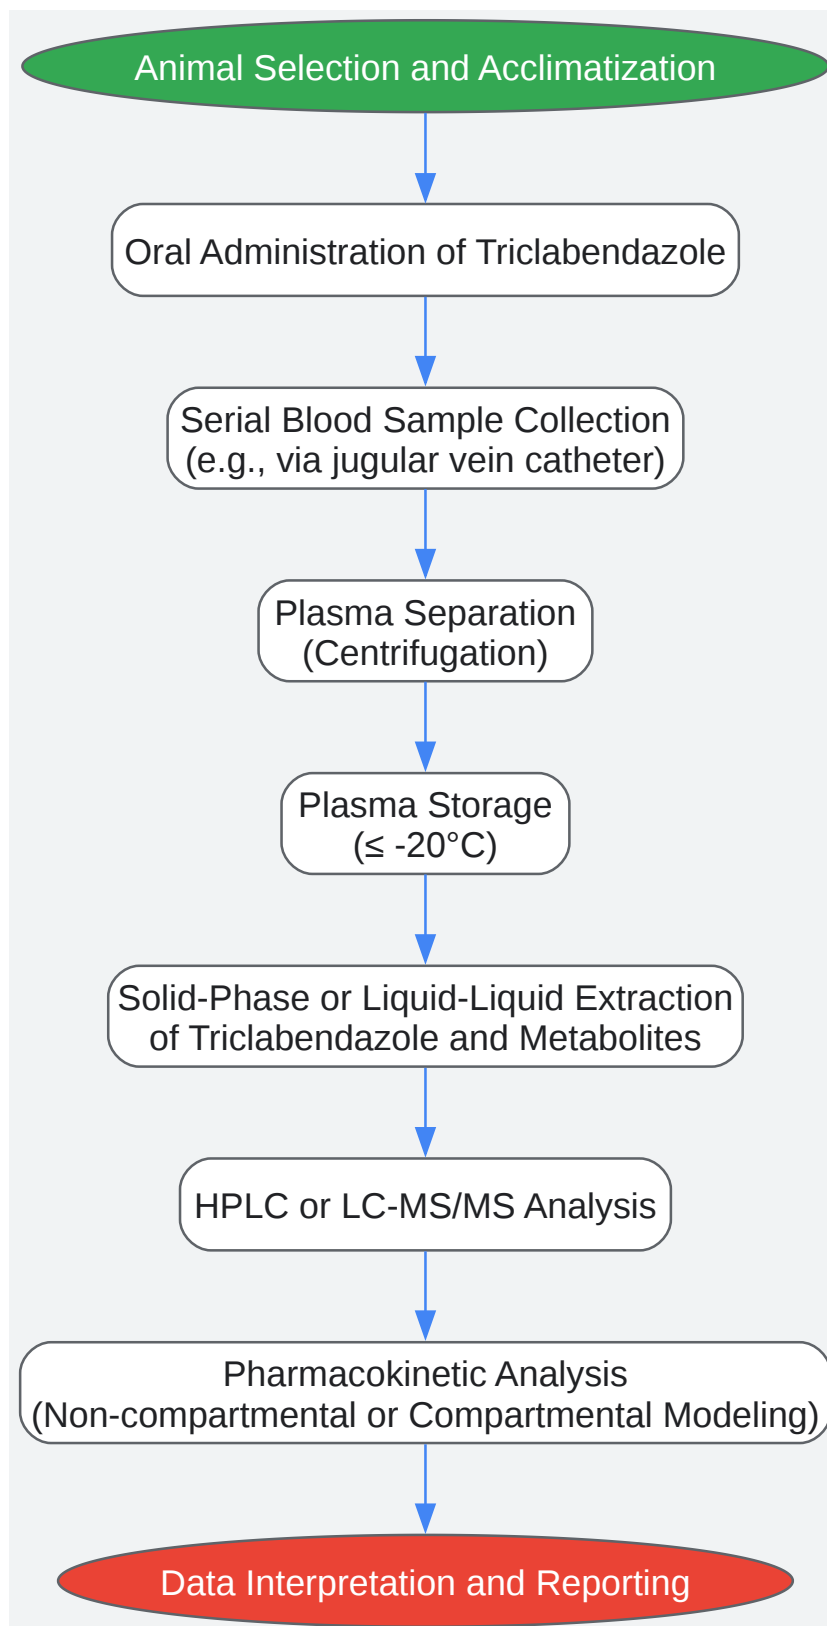 Animal Selection and Acclimatization
Oral Administration of Triclabendazole
Serial Blood Sample Collection
(e.g., via jugular vein catheter)
Plasma Separation
(Centrifugation)
Plasma Storage
(≤ -20°C)
Solid-Phase or Liquid-Liquid Extraction
of Triclabendazole and Metabolites
HPLC or LC-MS/MS Analysis
Pharmacokinetic Analysis
(Non-compartmental or Compartmental Modeling)
Data Interpretation and Reporting